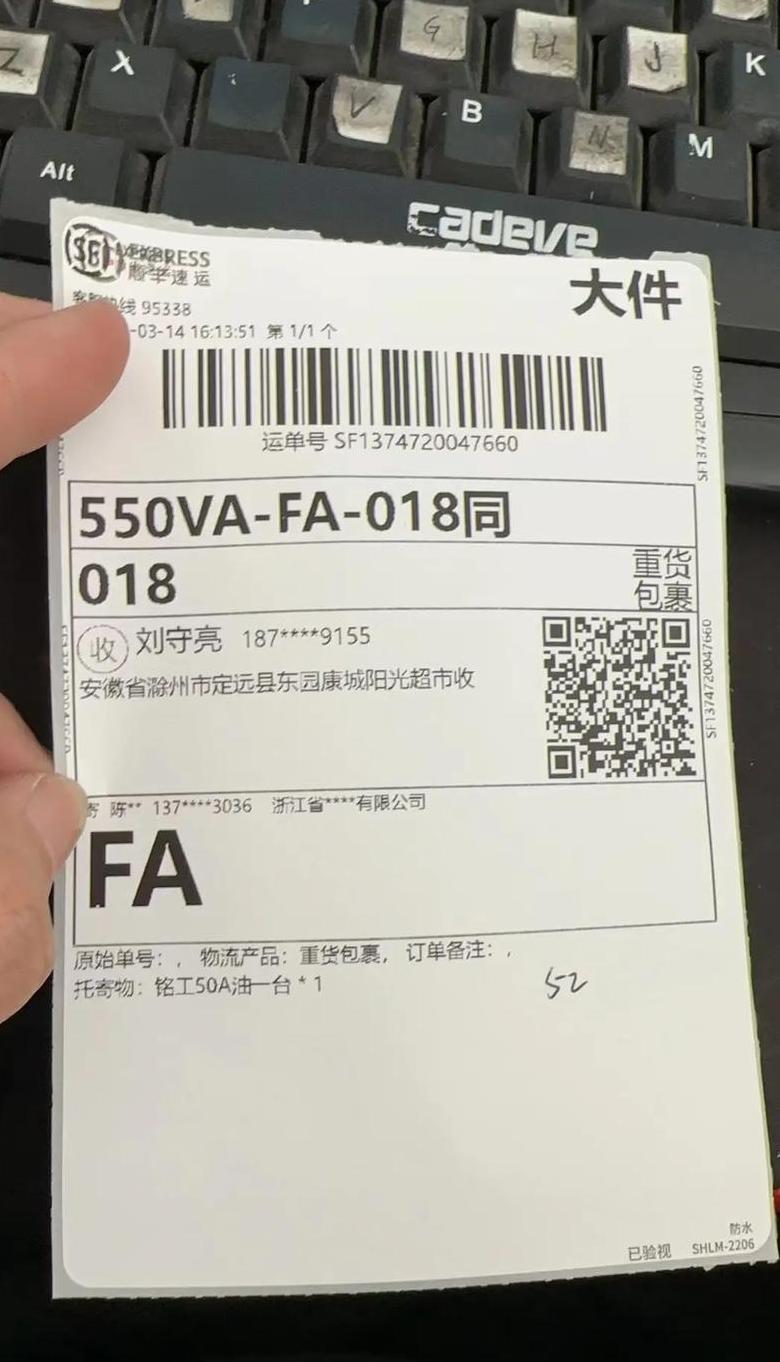 G H J K
Z X V B N M
Alt
cadeve
SF EXPRESS
顺丰速运
大件
客服热线 95338
-03-14 16:13:51 第 1/1 个
运单号 SF1374720047660
SF1374720047660
550VA-FA-018同
018
重货
包裹
收 刘守亮 187****9155
安徽省滁州市定远县东园康城阳光超市收
SF1374720047660
寄 陈** 137****3036 浙江省****有限公司
FA
原始单号: , 物流产品: 重货包裹, 订单备注: ,
托寄物: 铭工50A油一台 * 1
52
防水
已验视 SHLM-2206